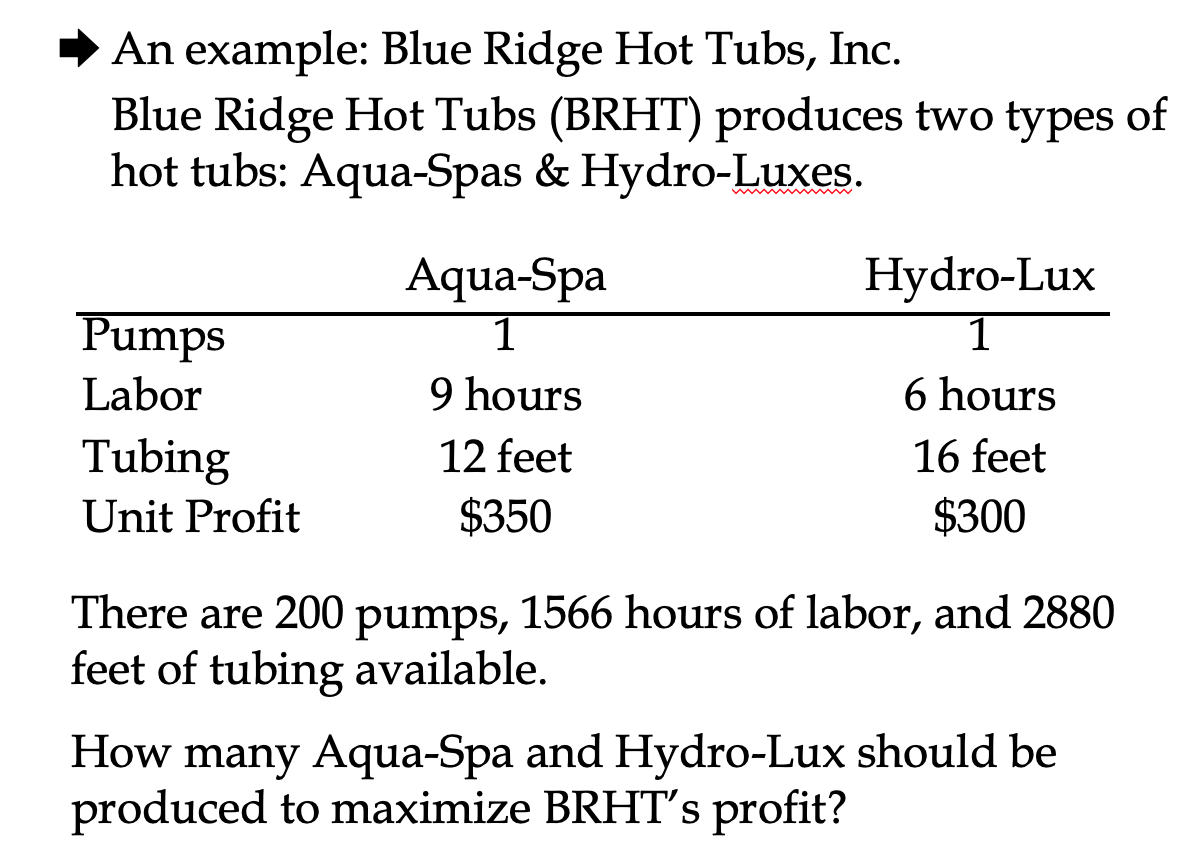 An example: Blue Ridge Hot Tubs, Inc.
Blue Ridge Hot Tubs (BRHT) produces two types of
hot tubs: Aqua-Spas & Hydro-Luxes.
Aqua-Spa Hydro-Lux
Pumps 1 1
Labor 9 hours 6 hours
Tubing 12 feet 16 feet
Unit Profit $350 $300
There are 200 pumps, 1566 hours of labor, and 2880
feet of tubing available.
How many Aqua-Spa and Hydro-Lux should be
produced to maximize BRHT’s profit?